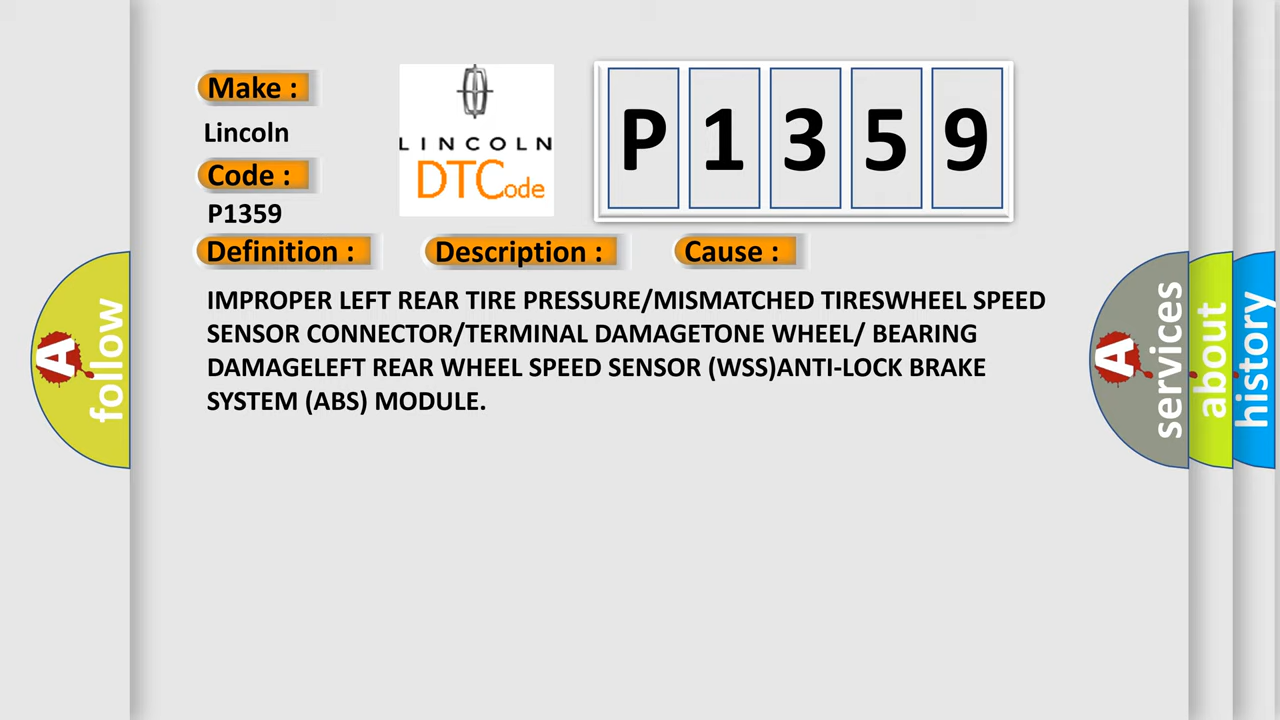 Make :
Lincoln
Code :
P1359
LINCOLN
DTCode
P1359
Definition :
Description :
Cause :
IMPROPER LEFT REAR TIRE PRESSURE/MISMATCHED TIRESWHEEL SPEED
SENSOR CONNECTOR/TERMINAL DAMAGETONE WHEEL/ BEARING
DAMAGELEFT REAR WHEEL SPEED SENSOR (WSS)ANTI-LOCK BRAKE
SYSTEM (ABS) MODULE.
A follow
A services
about
history